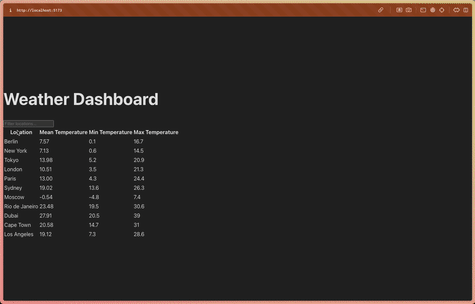 http://localhost:5173
Weather Dashboard
Location Mean Temperature Min Temperature Max Temperature
Berlin 7.57 0.1 16.7
New York 7.13 0.6 14.5
Tokyo 13.98 5.2 20.9
London 10.51 3.5 21.3
Paris 13.00 4.3 24.4
Sydney 19.02 13.6 26.3
Moscow -0.54 -4.8 7.4
Rio de Janeiro 23.48 19.5 30.6
Dubai 27.91 20.5 39
Cape Town 20.58 14.7 31
Los Angeles 19.12 7.3 28.6